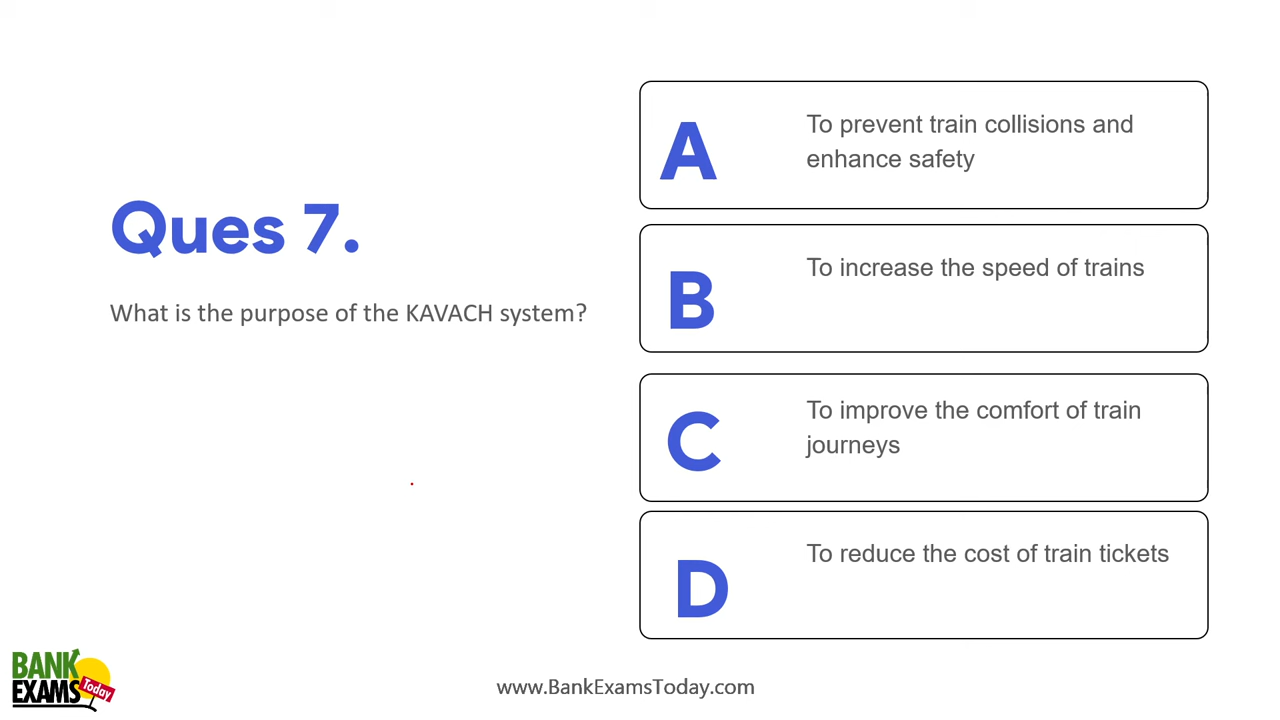 Ques 7.
What is the purpose of the KAVACH system?
A
To prevent train collisions and
enhance safety
B
To increase the speed of trains
C
To improve the comfort of train
journeys
D
To reduce the cost of train tickets
BANK
EXAMS
Today
www.BankExamsToday.com